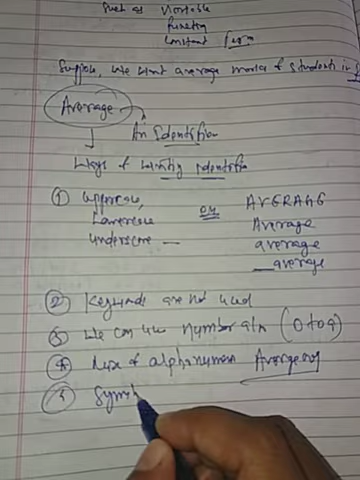 Such as Variable
function
constant
Suppose, we want average marks of students in
Average
An Identifier
Ways of writing identifier
① Uppercase, OR AVERAGE
Lowercase Average
Underscore — average
_average
② Keywords are not used
③ We can use Number also (0 to 9)
④ Mix of alphanumeric
⑤ Sym